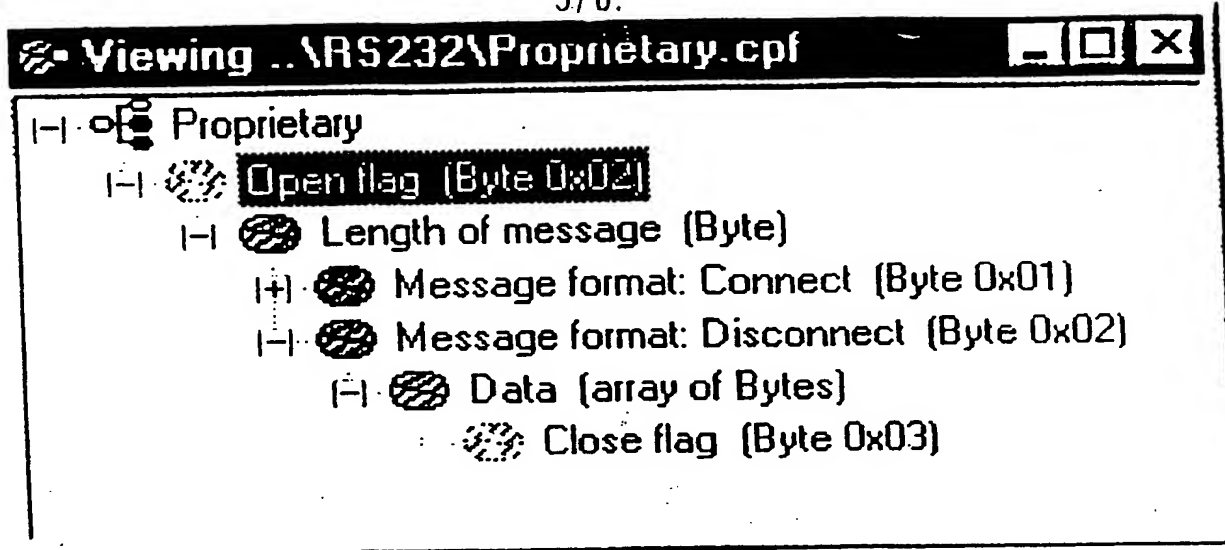 Viewing ..\RS232\Proprietary.cpf
Proprietary
Open flag (Byte 0x02)
Length of message (Byte)
Message format: Connect (Byte 0x01)
Message format: Disconnect (Byte 0x02)
Data (array of Bytes)
Close flag (Byte 0x03)